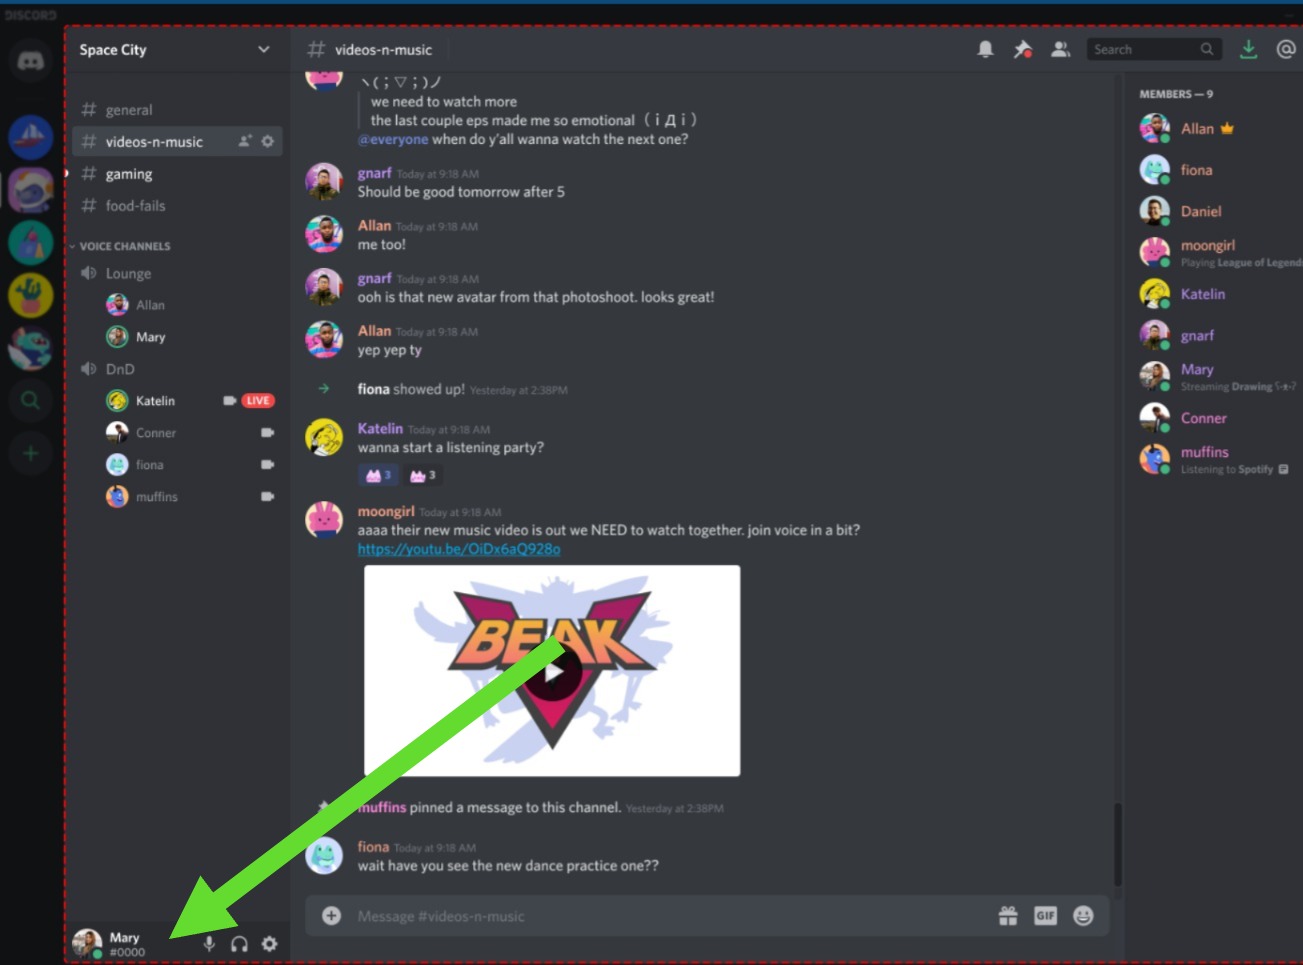 DISCORD
Space City
# general
# videos-n-music
# gaming
# food-fails
VOICE CHANNELS
Lounge
Allan
Mary
DnD
Katelin LIVE
Conner
fiona
muffins
Mary
#0000
# videos-n-music
Search
ヽ(；▽；)ノ
we need to watch more
the last couple eps made me so emotional （ｉДｉ）
@everyone when do y'all wanna watch the next one?
gnarf Today at 9:18 AM
Should be good tomorrow after 5
Allan Today at 9:18 AM
me too!
gnarf Today at 9:18 AM
ooh is that new avatar from that photoshoot. looks great!
Allan Today at 9:18 AM
yep yep ty
fiona showed up! Yesterday at 2:38PM
Katelin Today at 9:18 AM
wanna start a listening party?
3 3
moongirl Today at 9:18 AM
aaaa their new music video is out we NEED to watch together. join voice in a bit?
https://youtu.be/OiDx6aQ928o
BEAK
muffins pinned a message to this channel. Yesterday at 2:38PM
fiona Today at 9:18 AM
wait have you see the new dance practice one??
Message #videos-n-music
GIF
MEMBERS — 9
Allan
fiona
Daniel
moongirl
Playing League of Legends
Katelin
gnarf
Mary
Streaming Drawing
Conner
muffins
Listening to Spotify